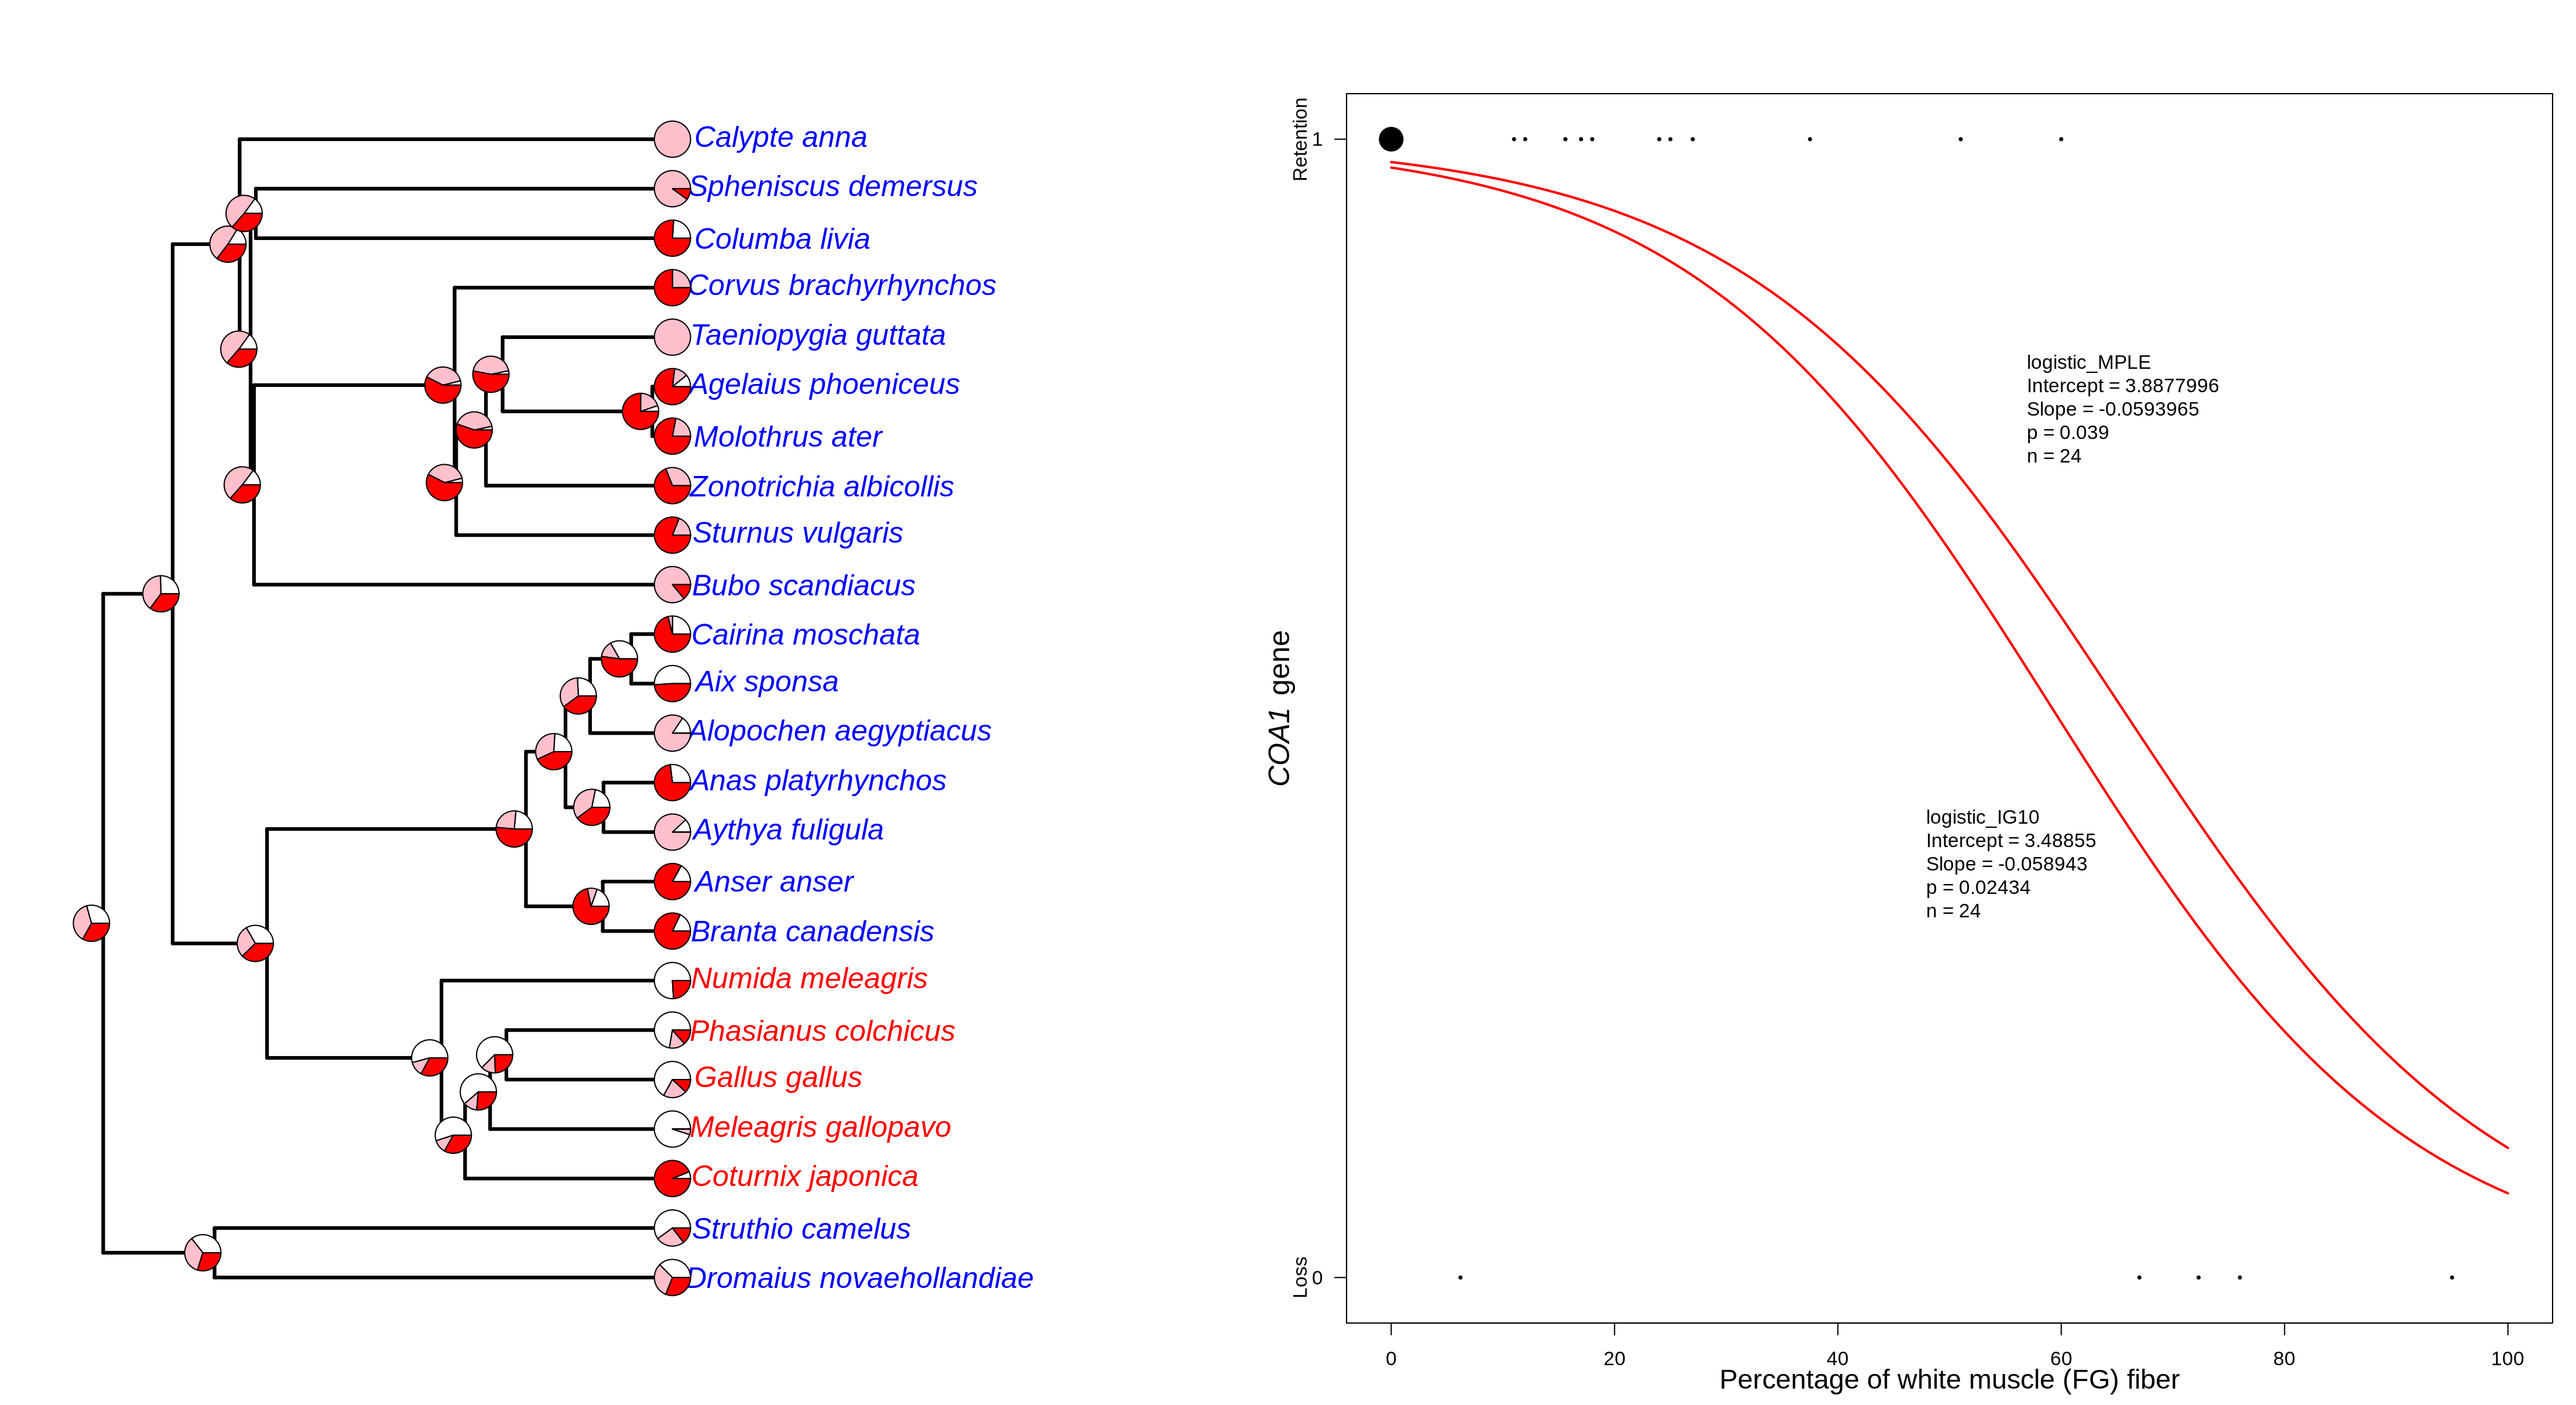 Calypte anna
Spheniscus demersus
Columba livia
Corvus brachyrhynchos
Taeniopygia guttata
Agelaius phoeniceus
Molothrus ater
Zonotrichia albicollis
Sturnus vulgaris
Bubo scandiacus
Cairina moschata
Aix sponsa
Alopochen aegyptiacus
Anas platyrhynchos
Aythya fuligula
Anser anser
Branta canadensis
Numida meleagris
Phasianus colchicus
Gallus gallus
Meleagris gallopavo
Coturnix japonica
Struthio camelus
Dromaius novaehollandiae
Retention
1
COA1 gene
Loss
0
logistic_MPLE
Intercept = 3.8877996
Slope = -0.0593965
p = 0.039
n = 24
logistic_IG10
Intercept = 3.48855
Slope = -0.058943
p = 0.02434
n = 24
0 20 40 60 80 100
Percentage of white muscle (FG) fiber